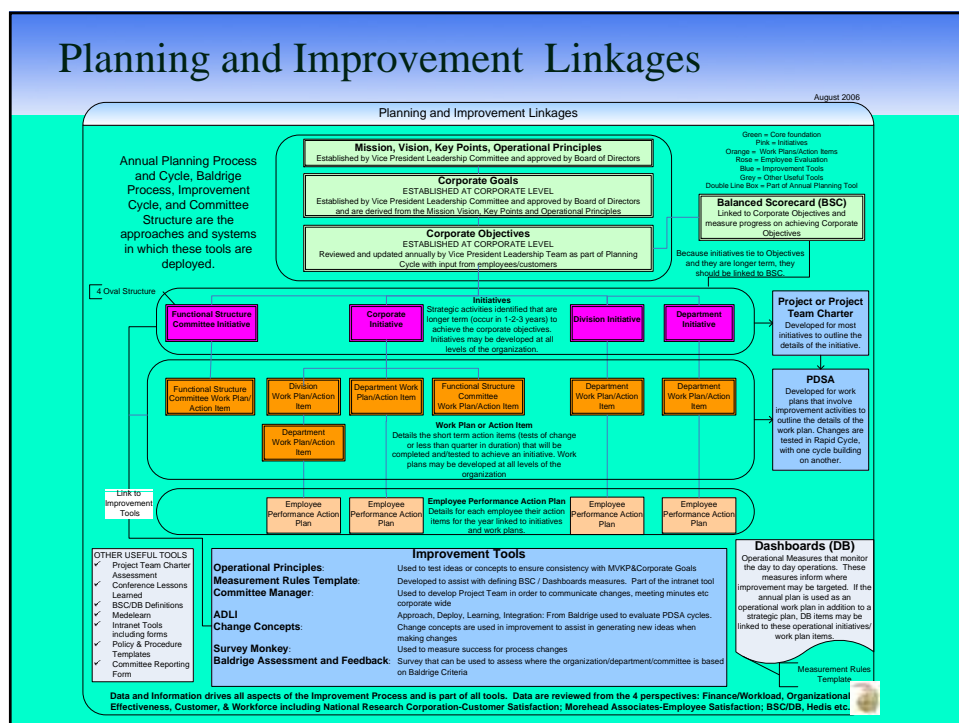 Planning and Improvement Linkages
August 2006
Planning and Improvement Linkages
Annual Planning Process
and Cycle, Baldrige
Process, Improvement
Cycle, and Committee
Structure are the
approaches and systems
in which these tools are
deployed.
Mission, Vision, Key Points, Operational Principles
Established by Vice President Leadership Committee and approved by Board of Directors
Corporate Goals
ESTABLISHED AT CORPORATE LEVEL
Established by Vice President Leadership Committee and approved by Board of Directors
and are derived from the Mission Vision, Key Points and Operational Principles
Corporate Objectives
ESTABLISHED AT CORPORATE LEVEL
Reviewed and updated annually by Vice President Leadership Team as part of Planning
Cycle with input from employees/customers
Green = Core foundation
Pink = Initiatives
Orange = Work Plans/Action Items
Rose = Employee Evaluation
Blue = Improvement Tools
Grey = Other Useful Tools
Double Line Box = Part of Annual Planning Tool
Balanced Scorecard (BSC)
Linked to Corporate Objectives and
measure progress on achieving Corporate
Objectives
Because initiatives tie to Objectives
and they are longer term, they
should be linked to BSC.
4 Oval Structure
Functional Structure
Committee Initiative
Corporate
Initiative
Initiatives
Strategic activities identified that are
longer term (occur in 1-2-3 years) to
achieve the corporate objectives.
Initiatives may be developed at all
levels of the organization.
Division Initiative
Department
Initiative
Project or Project
Team Charter
Developed for most
initiatives to outline the
details of the initiative.
Functional Structure
Committee Work Plan/
Action Item
Division
Work Plan/Action
Item
Department Work
Plan/Action Item
Functional Structure
Committee
Work Plan/Action Item
Department
Work Plan/Action
Item
Department
Work Plan/Action
Item
Department
Work Plan/Action
Item
Work Plan or Action Item
Details the short term action items (tests of change
or less than quarter in duration) that will be
completed and/tested to achieve an initiative. Work
plans may be developed at all levels of the
organization
PDSA
Developed for work
plans that involve
improvement activities to
outline the details of the
work plan. Changes are
tested in Rapid Cycle,
with one cycle building
on another.
Link to
Improvement
Tools
Employee
Performance Action
Plan
Employee
Performance Action
Plan
Employee Performance Action Plan
Details for each employee their action
items for the year linked to initiatives
and work plans.
Employee
Performance Action
Plan
Employee
Performance Action
Plan
OTHER USEFUL TOOLS
✓ Project Team Charter
Assessment
✓ Conference Lessons
Learned
✓ BSC/DB Definitions
✓ Medelearn
✓ Intranet Tools
including forms
✓ Policy & Procedure
Templates
✓ Committee Reporting
Form
Improvement Tools
Operational Principles: Used to test ideas or concepts to ensure consistency with MVKP&Corporate Goals
Measurement Rules Template: Developed to assist with defining BSC / Dashboards measures. Part of the intranet tool
Committee Manager: Used to develop Project Team in order to communicate changes, meeting minutes etc
corporate wide
ADLI Approach, Deploy, Learning, Integration: From Baldrige used to evaluate PDSA cycles.
Change Concepts: Change concepts are used in improvement to assist in generating new ideas when
making changes
Survey Monkey: Used to measure success for process changes
Baldrige Assessment and Feedback: Survey that can be used to assess where the organization/department/committee is based
on Baldrige Criteria
Dashboards (DB)
Operational Measures that monitor
the day to day operations. These
measures inform where
improvement may be targeted. If the
annual plan is used as an
operational work plan in addition to a
strategic plan, DB items may be
linked to these operational initiatives/
work plan items.
Measurement Rules
Template
Data and Information drives all aspects of the Improvement Process and is part of all tools. Data are reviewed from the 4 perspectives: Finance/Workload, Organizational
Effectiveness, Customer, & Workforce including National Research Corporation-Customer Satisfaction; Morehead Associates-Employee Satisfaction; BSC/DB, Hedis etc.